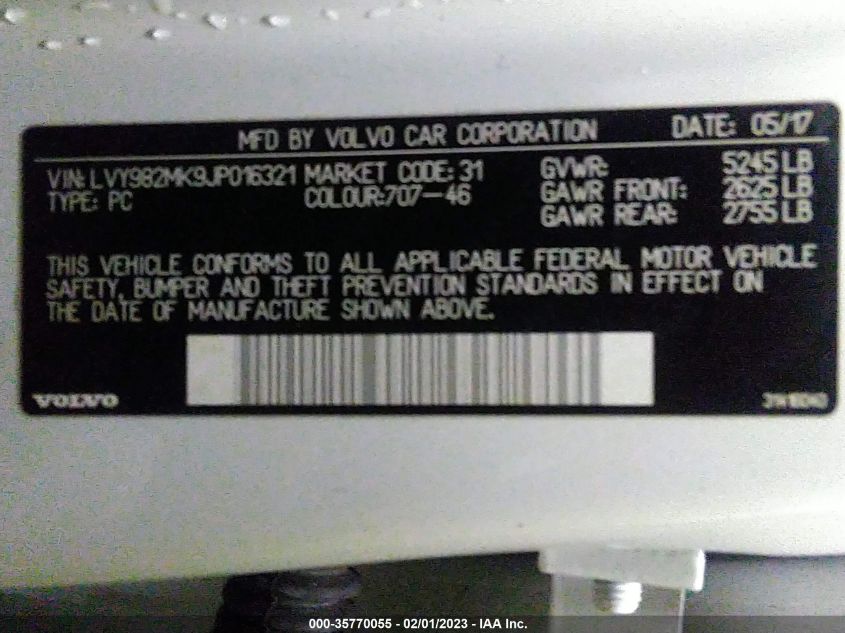 MFD BY VOLVO CAR CORPORATION DATE: 05/17
VIN: LVY982MK9JP016321 MARKET CODE: 31 GVWR: 5245 LB
TYPE: PC COLOUR:707-46 GAWR FRONT: 2625 LB
GAWR REAR: 2755 LB
THIS VEHICLE CONFORMS TO ALL APPLICABLE FEDERAL MOTOR VEHICLE
SAFETY, BUMPER AND THEFT PREVENTION STANDARDS IN EFFECT ON
THE DATE OF MANUFACTURE SHOWN ABOVE.
VOLVO
000-35770055 - 02/01/2023 - IAA Inc.